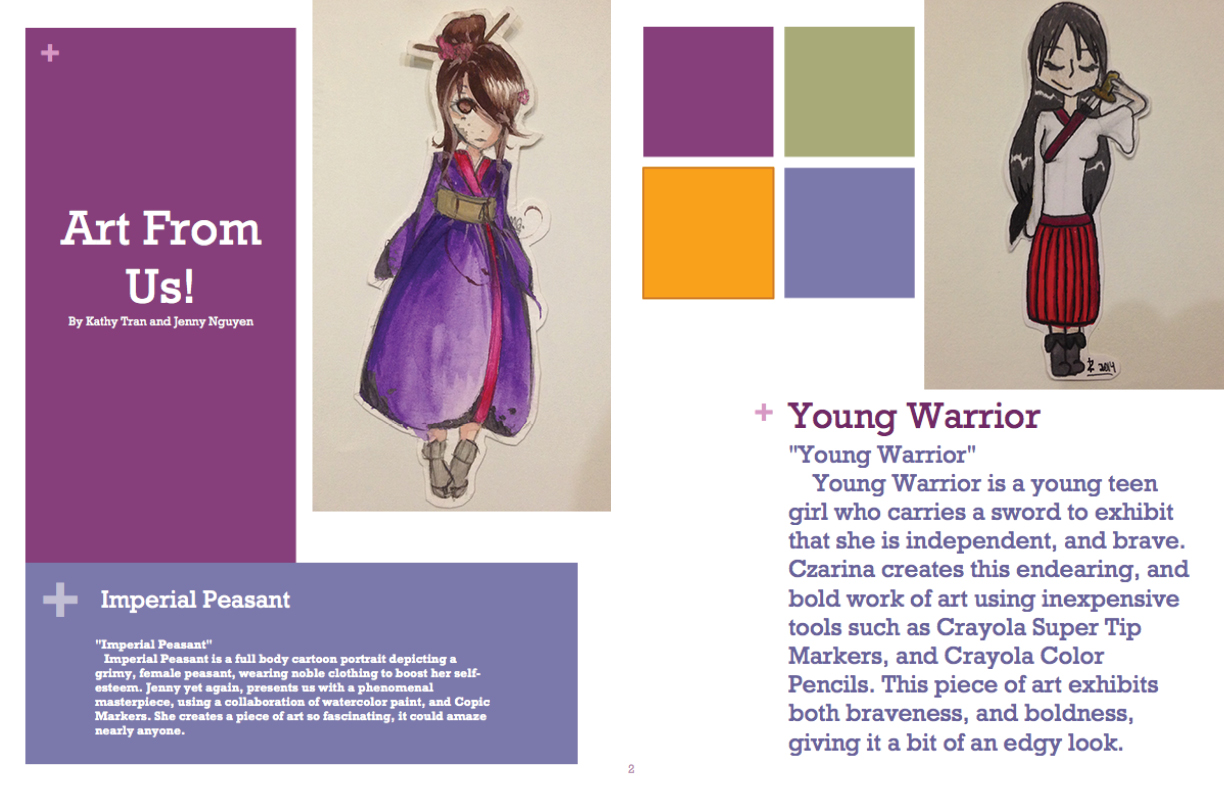 Art From
Us!
By Kathy Tran and Jenny Nguyen
Imperial Peasant
"Imperial Peasant"
Imperial Peasant is a full body cartoon portrait depicting a
grimy, female peasant, wearing noble clothing to boost her self-
esteem. Jenny yet again, presents us with a phenomenal
masterpiece, using a collaboration of watercolor paint, and Copic
Markers. She creates a piece of art so fascinating, it could amaze
nearly anyone.
2014
Young Warrior
"Young Warrior"
Young Warrior is a young teen
girl who carries a sword to exhibit
that she is independent, and brave.
Czarina creates this endearing, and
bold work of art using inexpensive
tools such as Crayola Super Tip
Markers, and Crayola Color
Pencils. This piece of art exhibits
both braveness, and boldness,
giving it a bit of an edgy look.
2